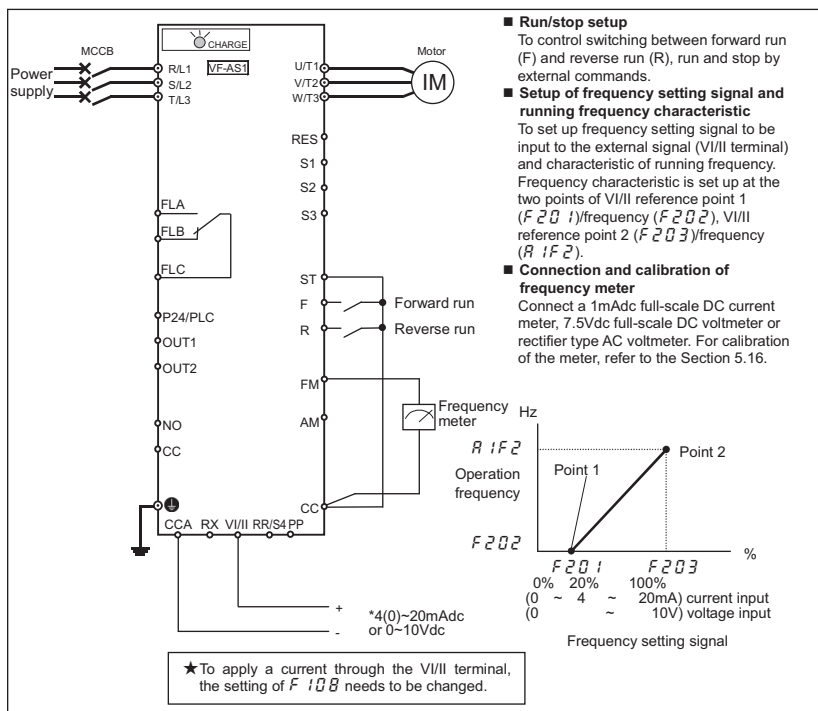 CHARGE
VF-AS1
MCCB
Power
supply
R/L1
S/L2
T/L3
U/T1
V/T2
W/T3
Motor
IM
RES
S1
S2
S3
FLA
FLB
FLC
ST
F
Forward run
R
Reverse run
P24/PLC
OUT1
OUT2
FM
Frequency
meter
AM
NO
CC
CC
CCA RX VI/II RR/S4 PP
+
-
*4(0)~20mAdc
or 0~10Vdc
★To apply a current through the VI/II terminal,
the setting of F108 needs to be changed.
■ Run/stop setup
To control switching between forward run
(F) and reverse run (R), run and stop by
external commands.
■ Setup of frequency setting signal and
running frequency characteristic
To set up frequency setting signal to be
input to the external signal (VI/II terminal)
and characteristic of running frequency.
Frequency characteristic is set up at the
two points of VI/II reference point 1
(F201)/frequency (F202), VI/II
reference point 2 (F203)/frequency
(A1F2).
■ Connection and calibration of
frequency meter
Connect a 1mAdc full-scale DC current
meter, 7.5Vdc full-scale DC voltmeter or
rectifier type AC voltmeter. For calibration
of the meter, refer to the Section 5.16.
Hz
A1F2
Operation
frequency
Point 1
Point 2
F202
%
F201 F203
0% 20% 100%
(0 ~ 4 ~ 20mA) current input
(0 ~ 10V) voltage input
Frequency setting signal